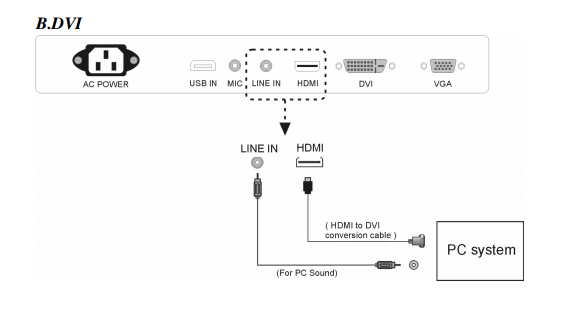 B.DVI
AC POWER
USB IN
MIC
LINE IN
HDMI
DVI
VGA
LINE IN
HDMI
( HDMI to DVI
conversion cable )
PC system
(For PC Sound)